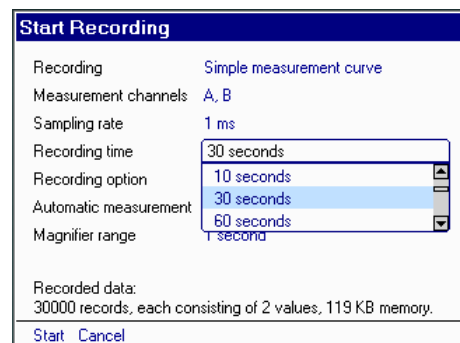 Start Recording
Recording Simple measurement curve
Measurement channels A, B
Sampling rate 1 ms
Recording time 30 seconds
10 seconds
Recording option
30 seconds
Automatic measurement
60 seconds
Magnifier range 1 second
Recorded data:
30000 records, each consisting of 2 values, 119 KB memory.
Start Cancel